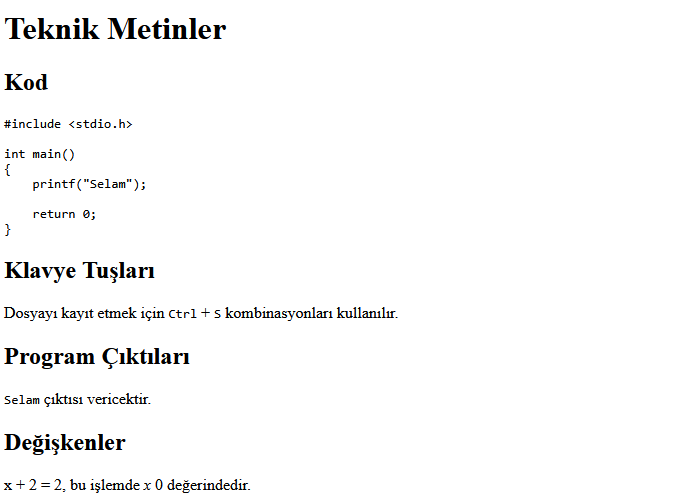 Teknik Metinler
Kod
#include <stdio.h>
int main()
{
    printf("Selam");
    return 0;
}
Klavye Tuşları
Dosyayı kayıt etmek için Ctrl + S kombinasyonları kullanılır.
Program Çıktıları
Selam çıktısı vericektir.
Değişkenler
x + 2 = 2, bu işlemde x 0 değerindedir.